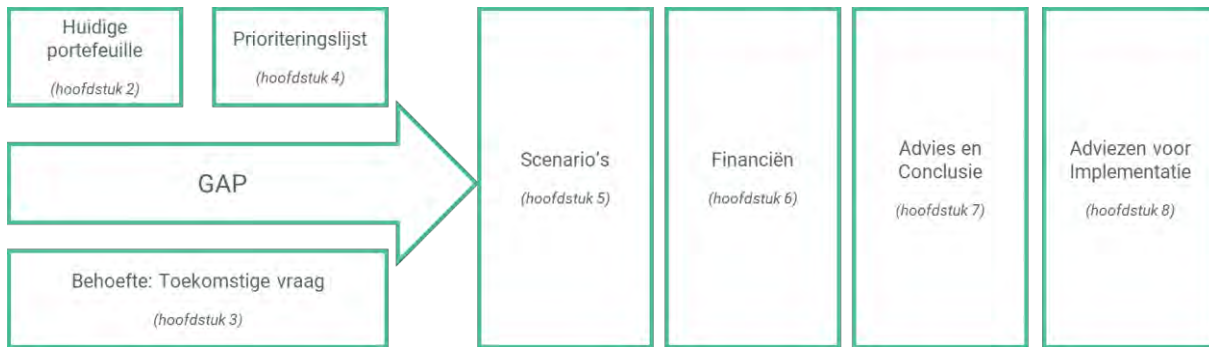 Huidige
portefeuille
(hoofdstuk 2)
Prioriteringslijst
(hoofdstuk 4)
GAP
Behoefte: Toekomstige vraag
(hoofdstuk 3)
Scenario's
(hoofdstuk 5)
Financiën
(hoofdstuk 6)
Advies en
Conclusie
(hoofdstuk 7)
Adviezen voor
Implementatie
(hoofdstuk 8)